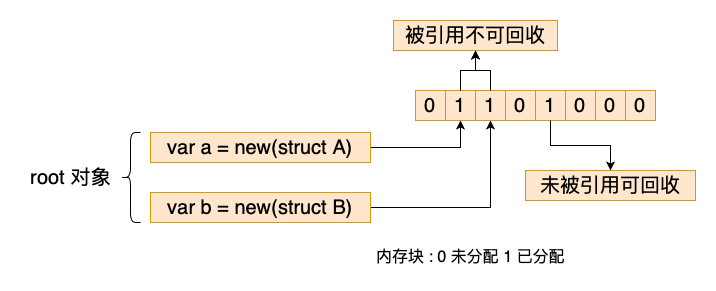 被引用不可回收
0 1 1 0 1 0 0 0
var a = new(struct A)
root 对象
var b = new(struct B)
未被引用可回收
内存块 : 0 未分配 1 已分配